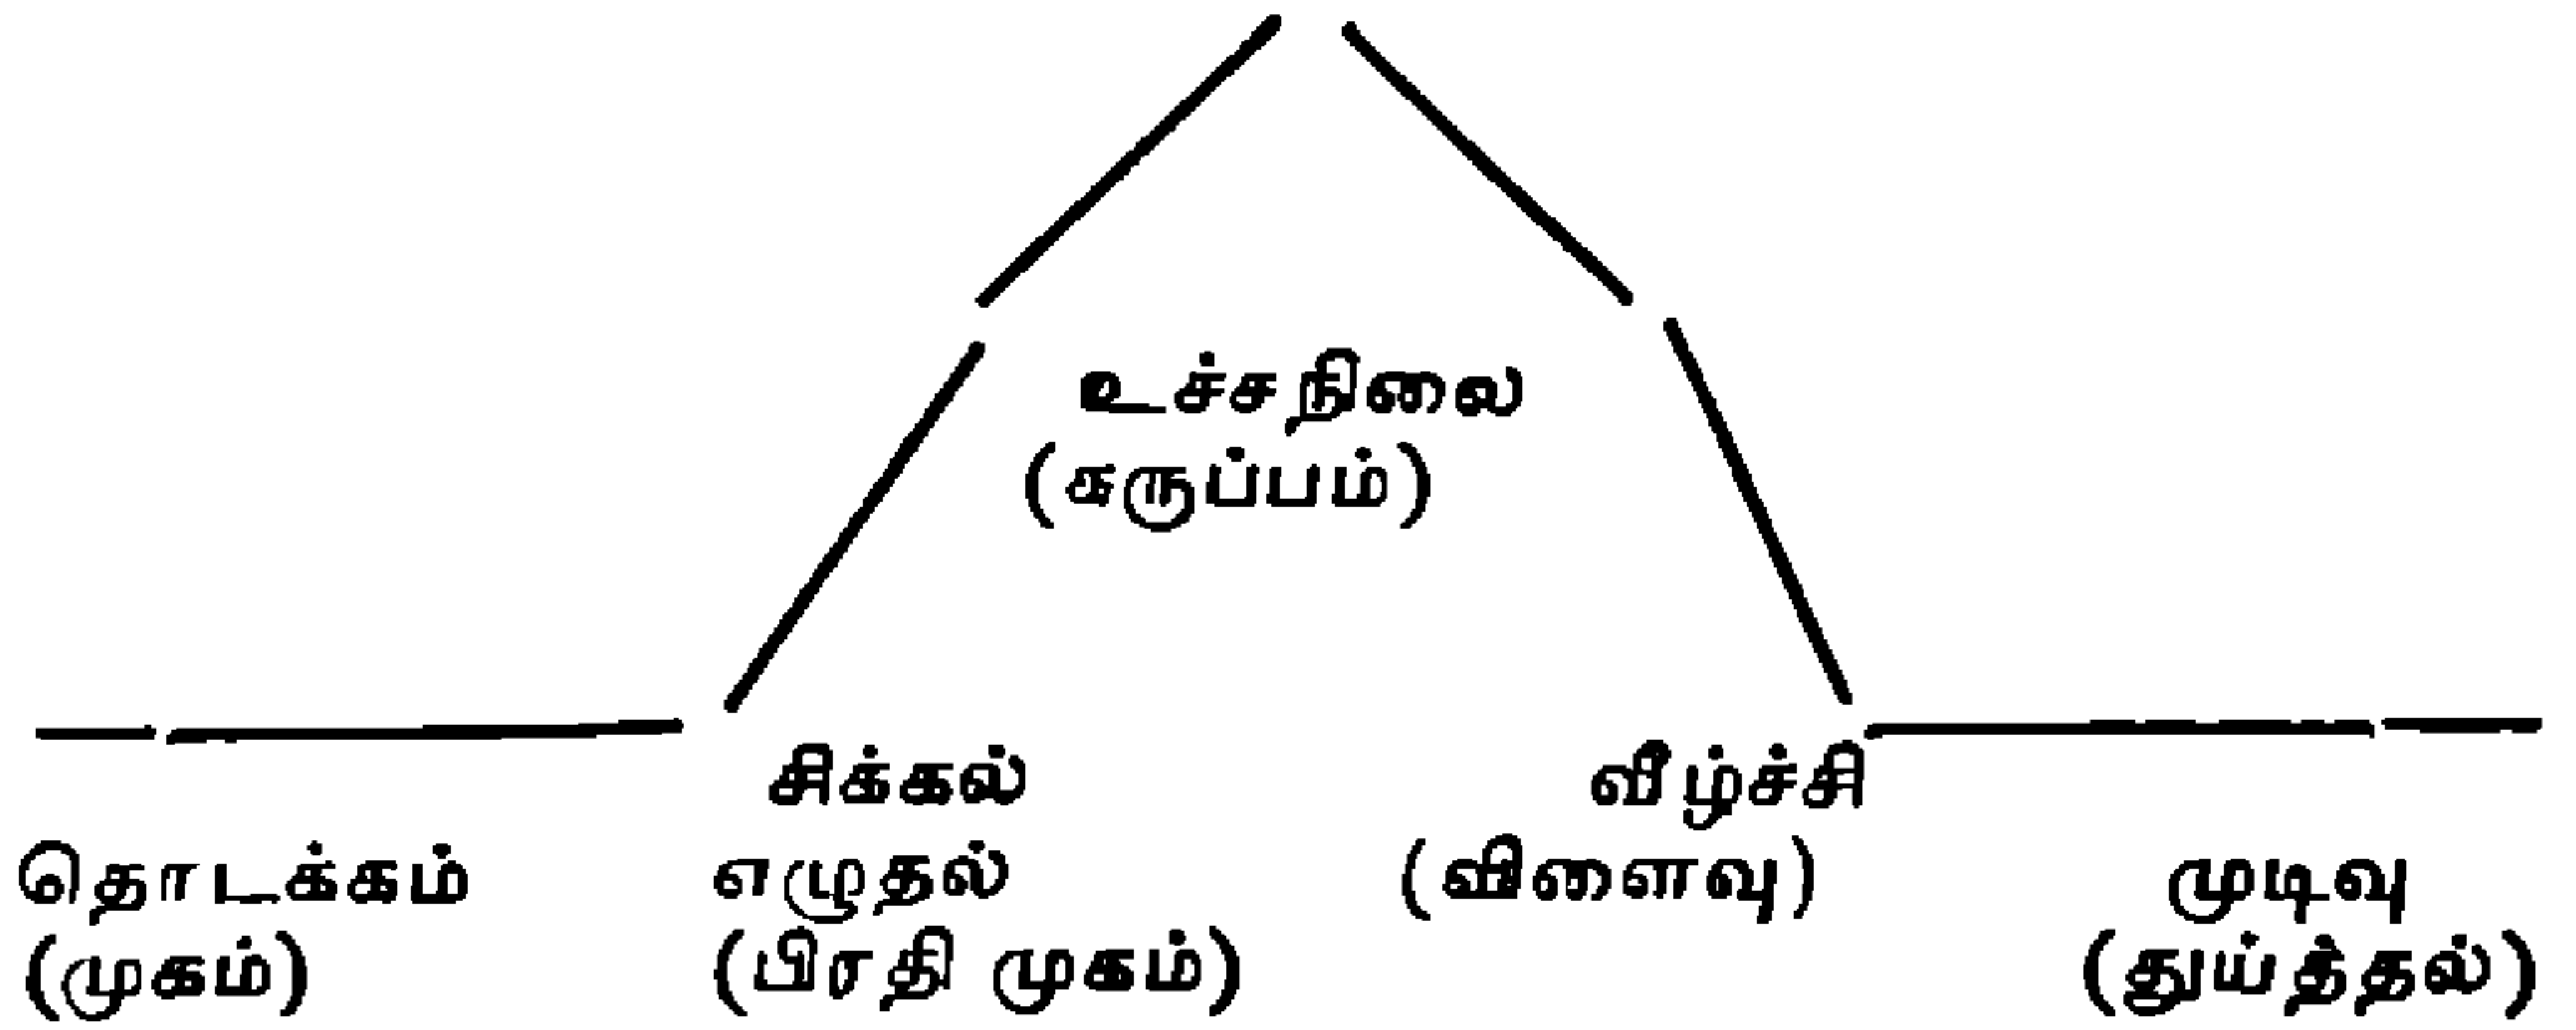 உச்சநிலை
(கருப்பம்)
சிக்கல் வீழ்ச்சி
தொடக்கம் எழுதல் (விளைவு) முடிவு
(முகம்) (பிரதி முகம்) (துய்த்தல்)